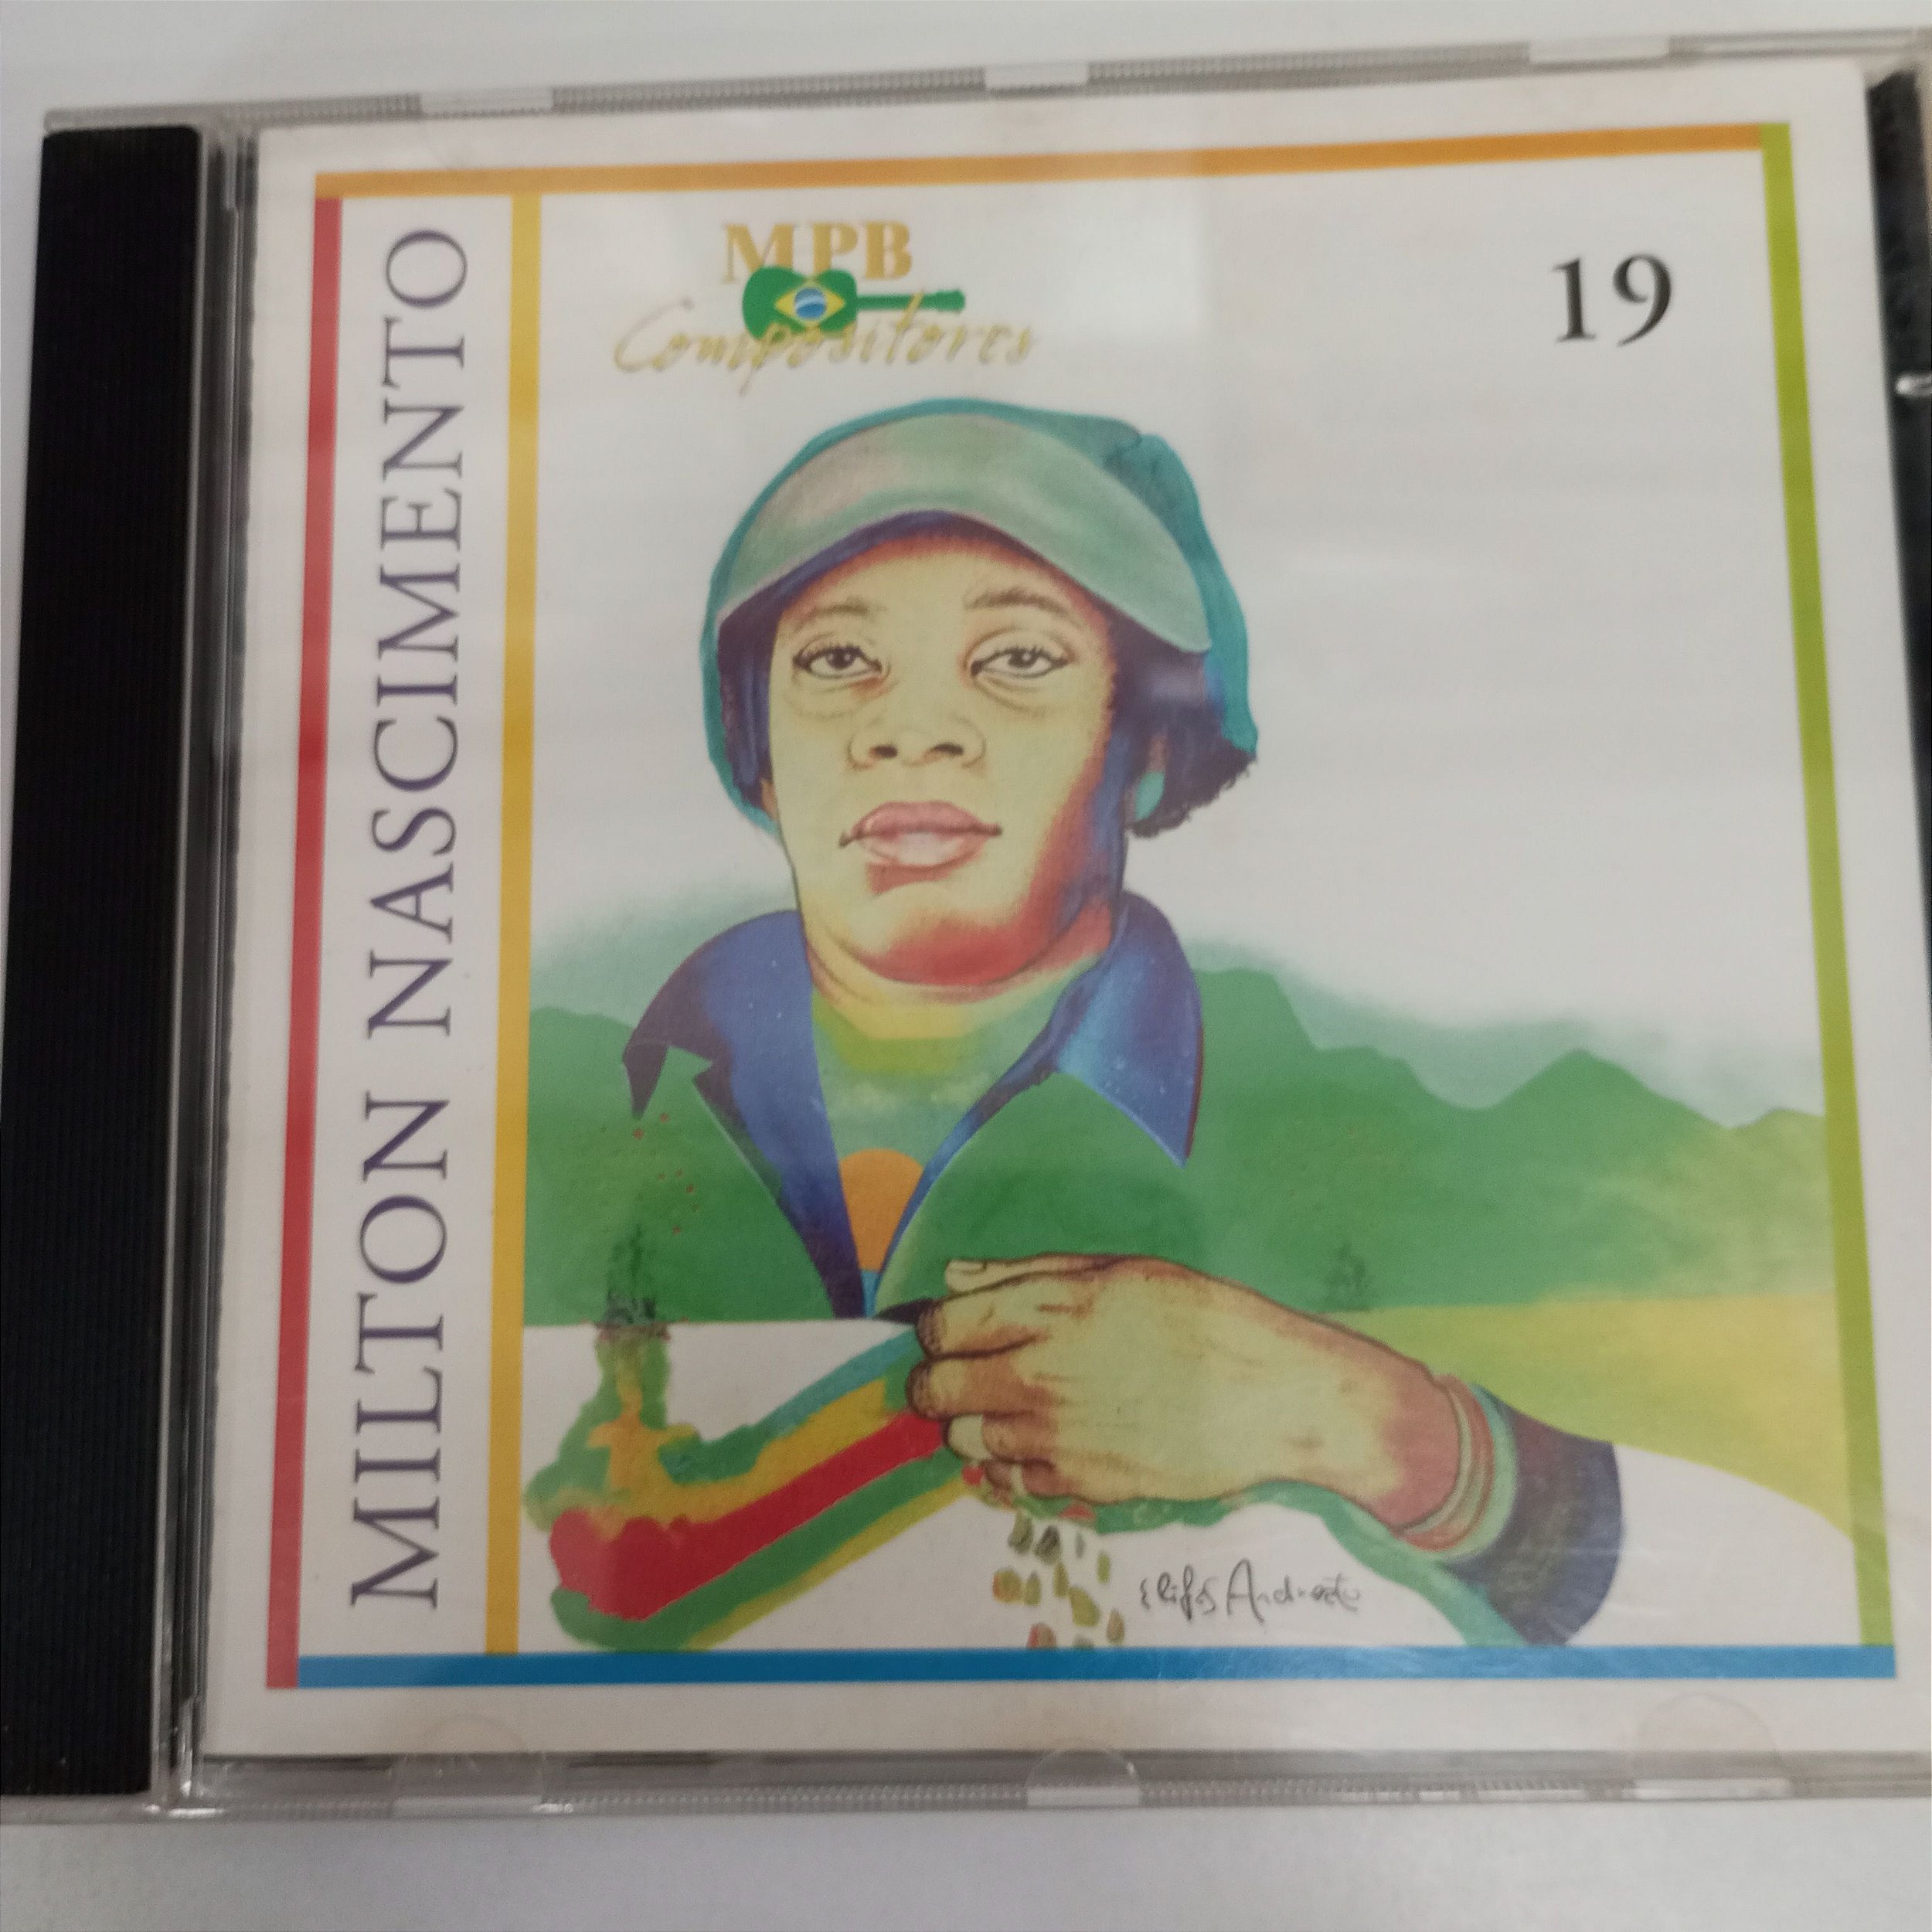 MPB
Compositores
19
MILTON NASCIMENTO
Elifas Andreato